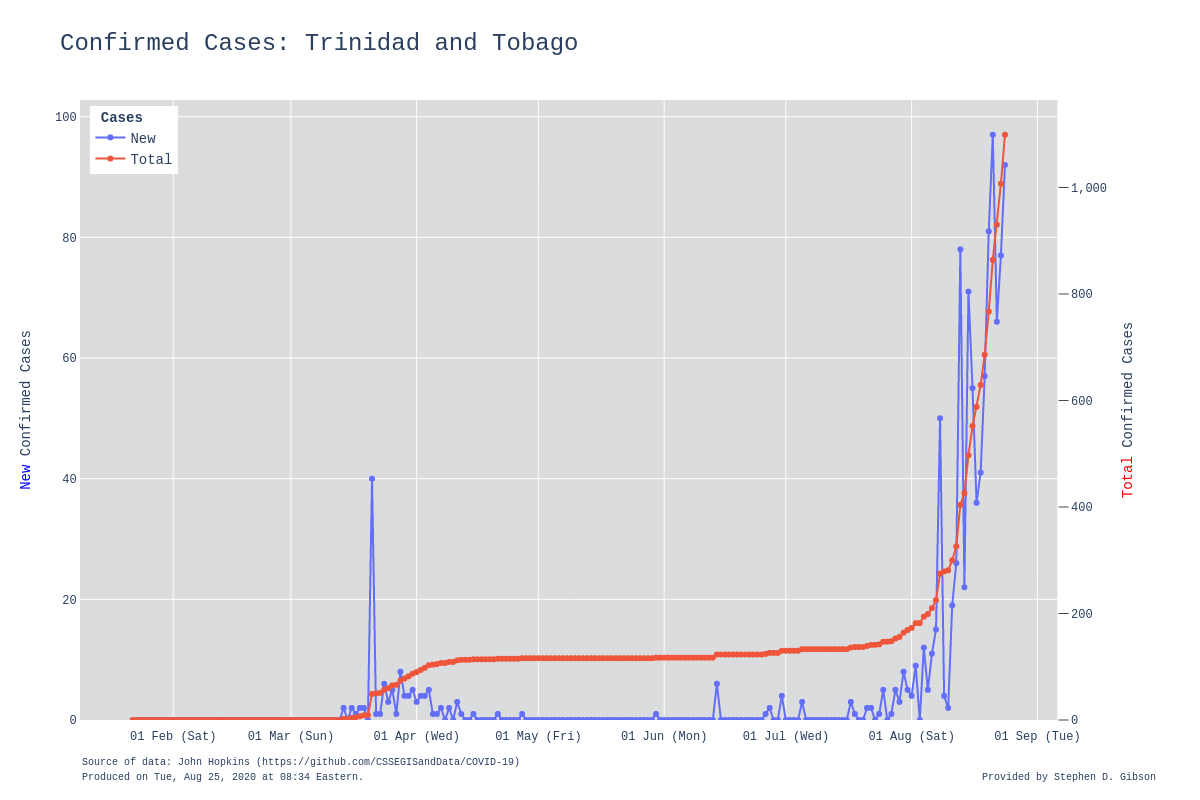 Confirmed Cases: Trinidad and Tobago
Cases
New
Total
100
80
60
40
20
0
1,000
800
600
400
200
0
New Confirmed Cases
Total Confirmed Cases
01 Feb (Sat) 01 Mar (Sun) 01 Apr (Wed) 01 May (Fri) 01 Jun (Mon) 01 Jul (Wed) 01 Aug (Sat) 01 Sep (Tue)
Source of data: John Hopkins (https://github.com/CSSEGISandData/COVID-19)
Produced on Tue, Aug 25, 2020 at 08:34 Eastern.
Provided by Stephen D. Gibson